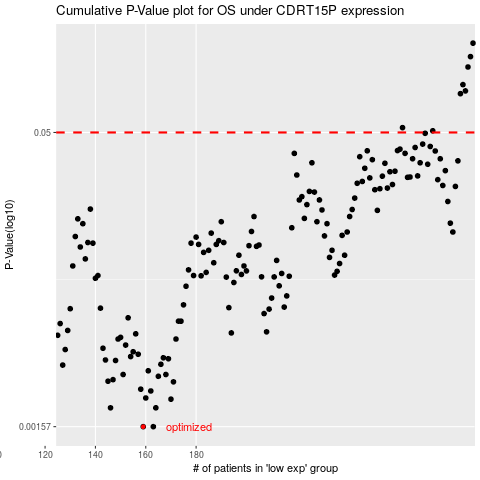 Cumulative P-Value plot for OS under CDRT15P expression
P-Value(log10)
0.05
0.00157
optimized
0 120 140 160 180
# of patients in 'low exp' group